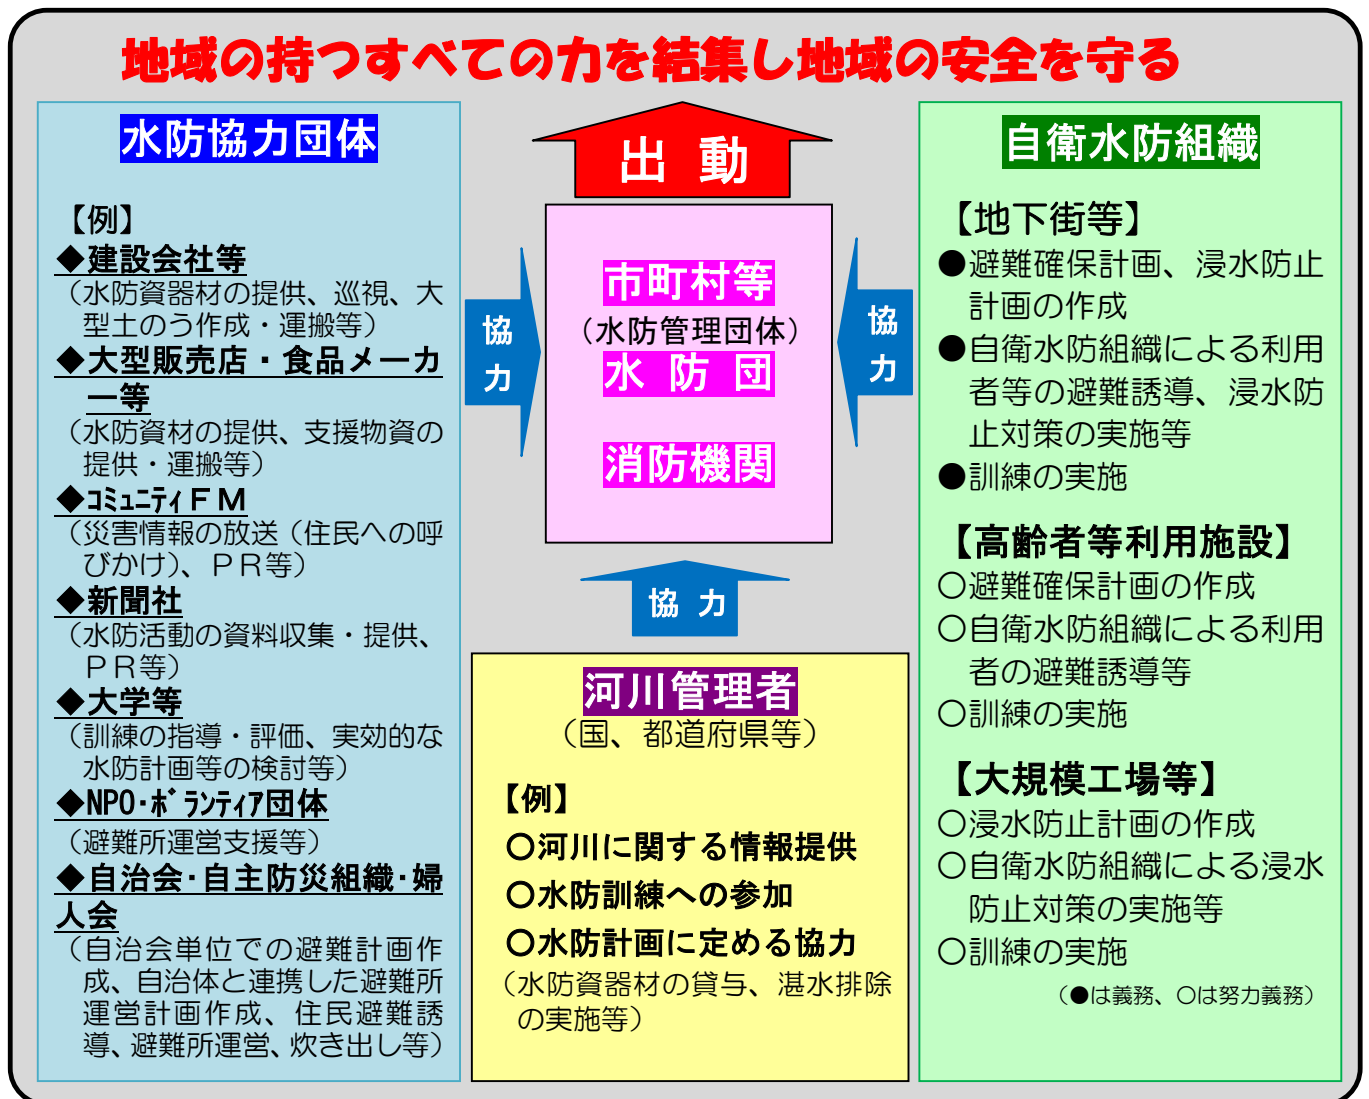 地域の持つすべての力を結集し地域の安全を守る
水防協力団体
【例】
◆建設会社等
（水防資器材の提供、巡視、大
型土のう作成・運搬等）
◆大型販売店・食品メーカ
ー等
（水防資材の提供、支援物資の
提供・運搬等）
◆ｺﾐｭﾆﾃｨＦＭ
（災害情報の放送（住民への呼
びかけ）、ＰＲ等）
◆新聞社
（水防活動の資料収集・提供、
ＰＲ等）
◆大学等
（訓練の指導・評価、実効的な
水防計画等の検討等）
◆NPO・ﾎﾞﾗﾝﾃｨｱ団体
（避難所運営支援等）
◆自治会・自主防災組織・婦
人会
（自治会単位での避難計画作
成、自治体と連携した避難所
運営計画作成、住民避難誘
導、避難所運営、炊き出し等）
出 動
協
力
市町村等
（水防管理団体）
水 防 団
消防機関
協
力
協 力
河川管理者
（国、都道府県等）
【例】
○河川に関する情報提供
○水防訓練への参加
○水防計画に定める協力
（水防資器材の貸与、湛水排除
の実施等）
自衛水防組織
【地下街等】
●避難確保計画、浸水防止
計画の作成
●自衛水防組織による利用
者等の避難誘導、浸水防
止対策の実施等
●訓練の実施
【高齢者等利用施設】
○避難確保計画の作成
○自衛水防組織による利用
者の避難誘導等
○訓練の実施
【大規模工場等】
○浸水防止計画の作成
○自衛水防組織による浸水
防止対策の実施等
○訓練の実施
（●は義務、○は努力義務）